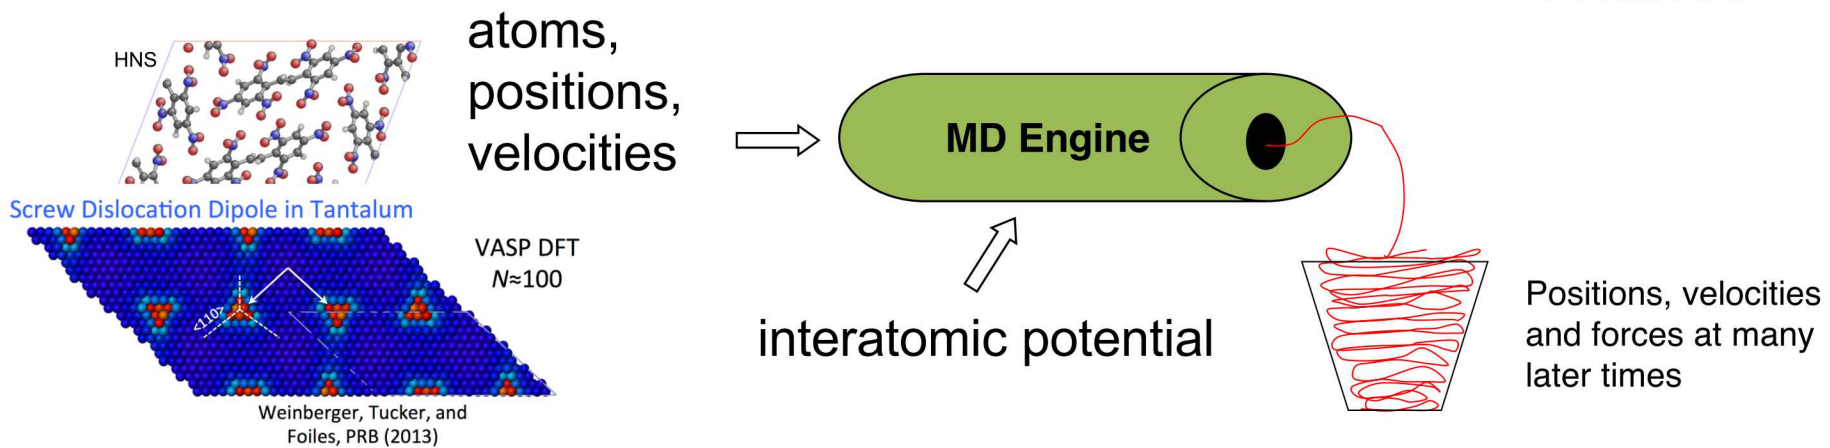 HNS
atoms,
positions,
velocities
Screw Dislocation Dipole in Tantalum
VASP DFT
N≈100
<110>
Weinberger, Tucker, and
Foiles, PRB (2013)
MD Engine
interatomic potential
Positions, velocities
and forces at many
later times